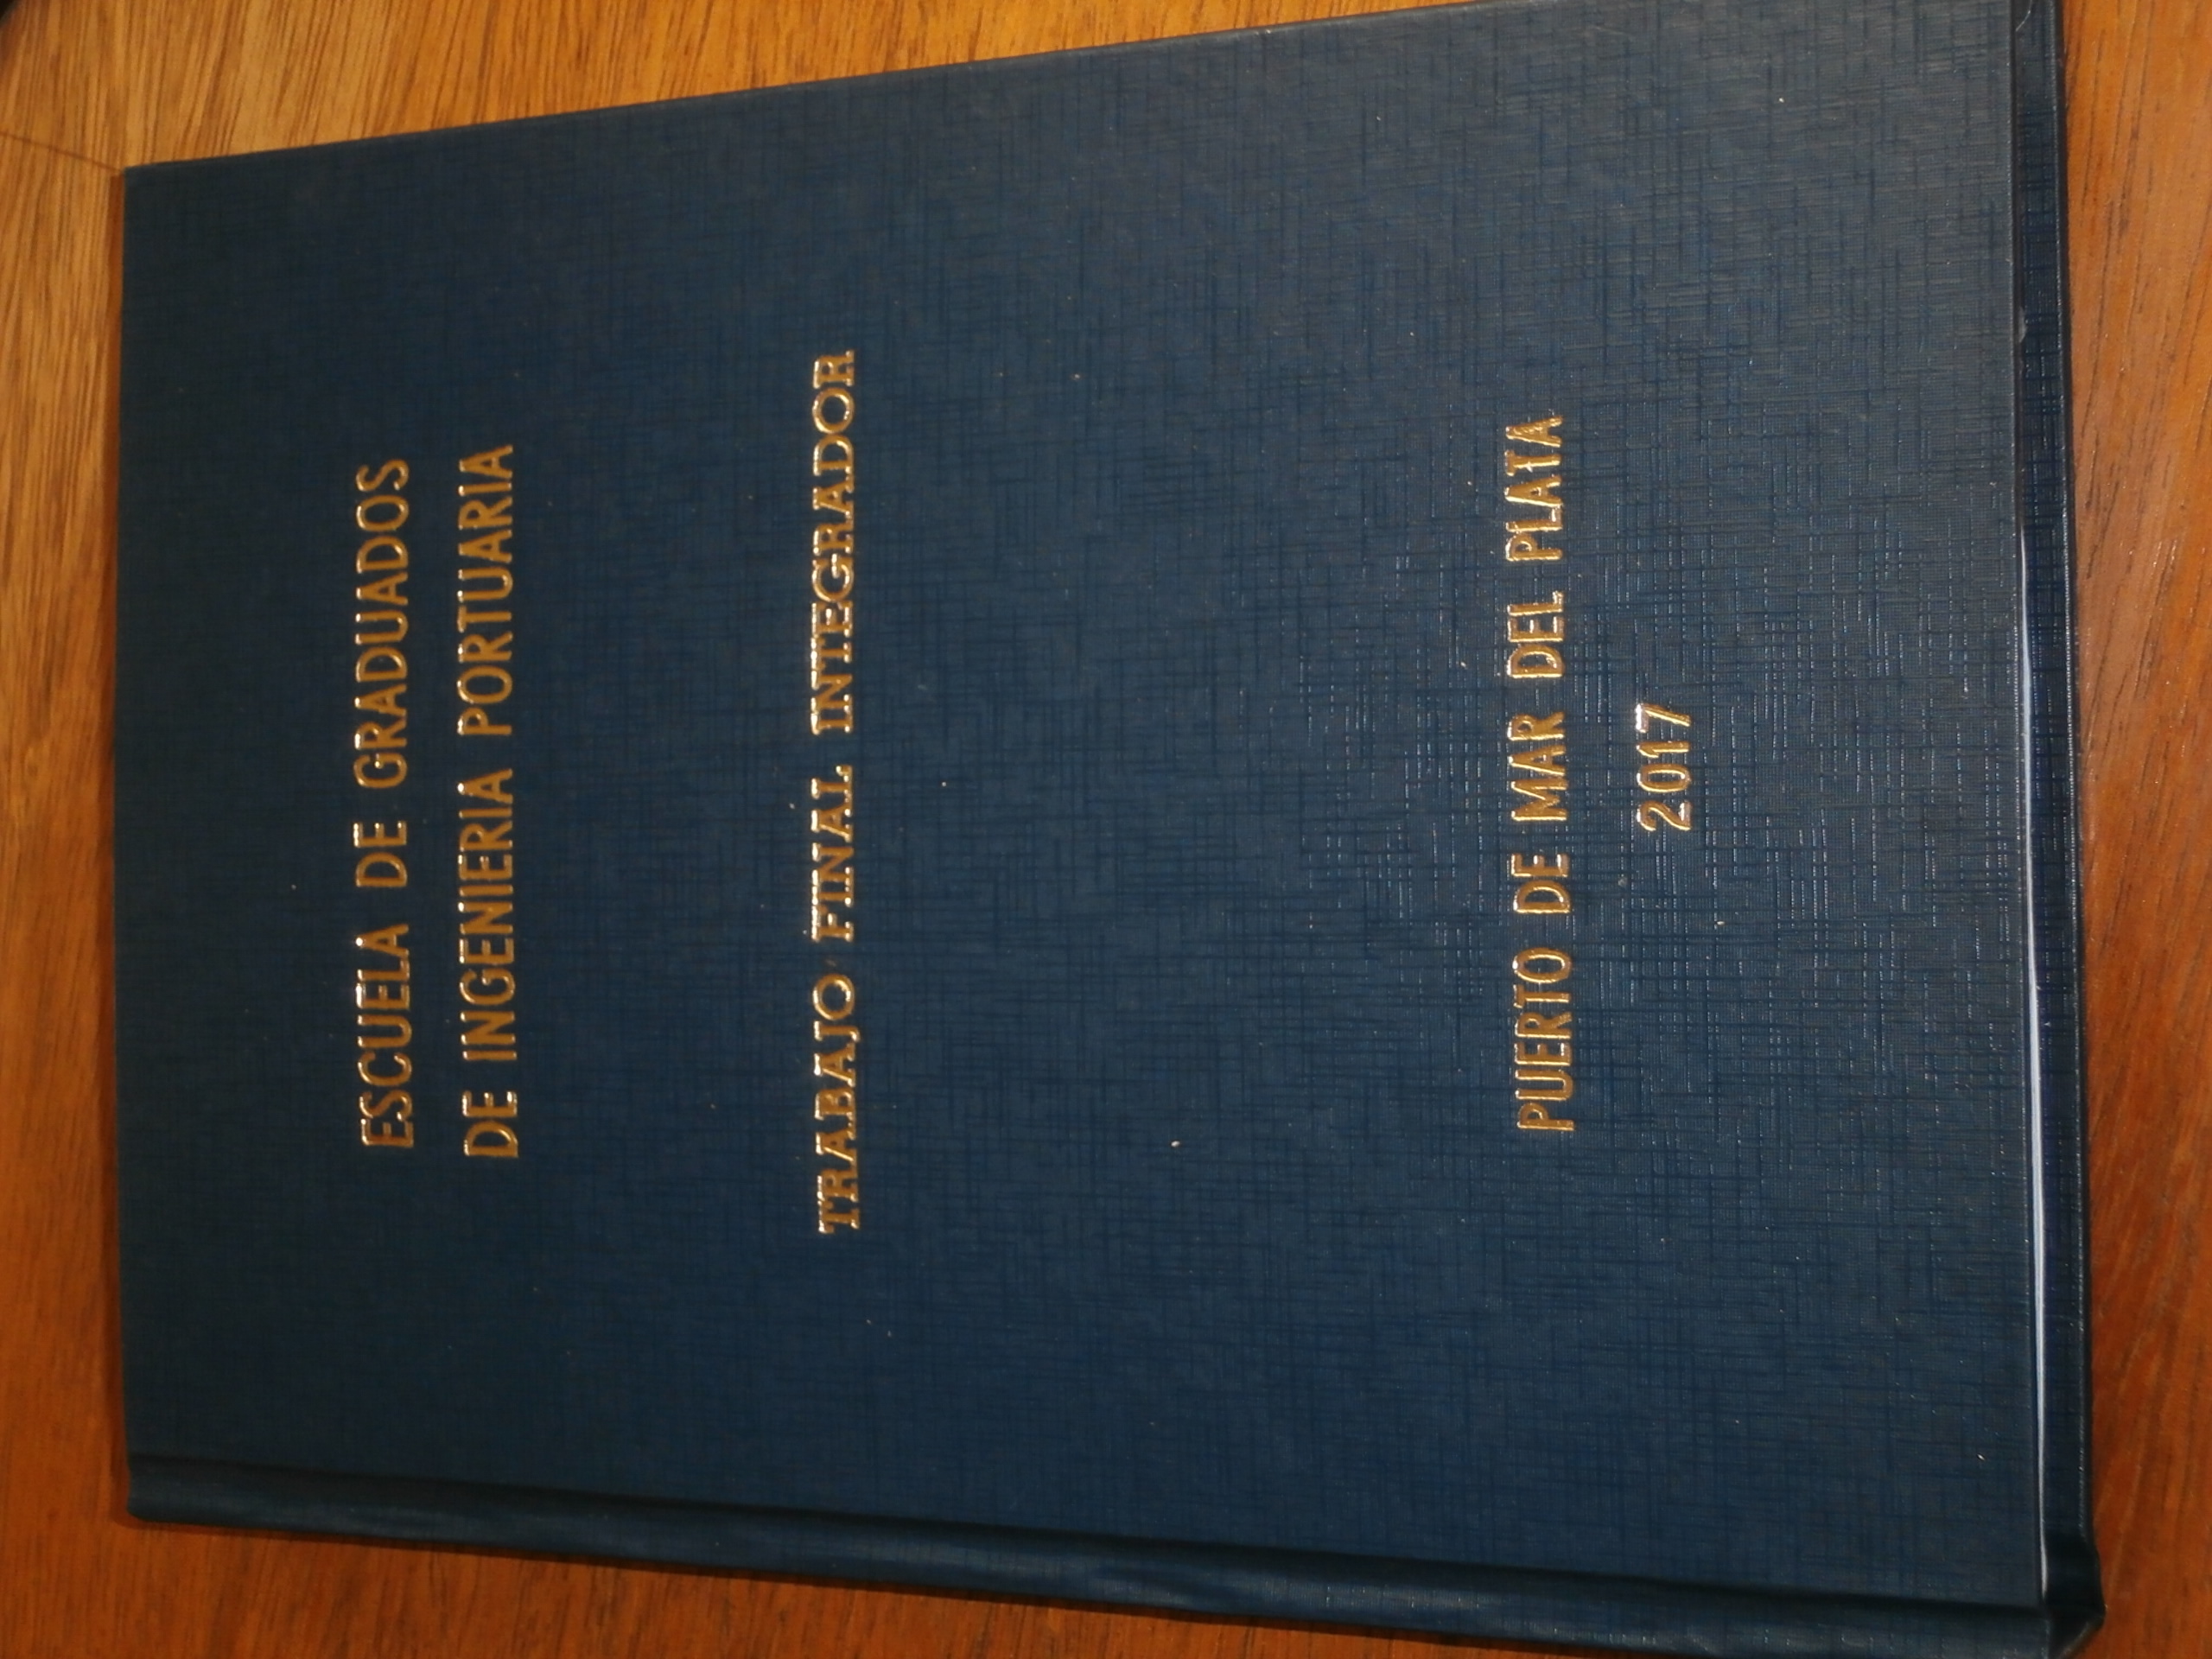 ESCUELA DE GRADUADOS
DE INGENIERIA PORTUARIA
TRABAJO FINAL INTEGRADOR
PUERTO DE MAR DEL PLATA
2017